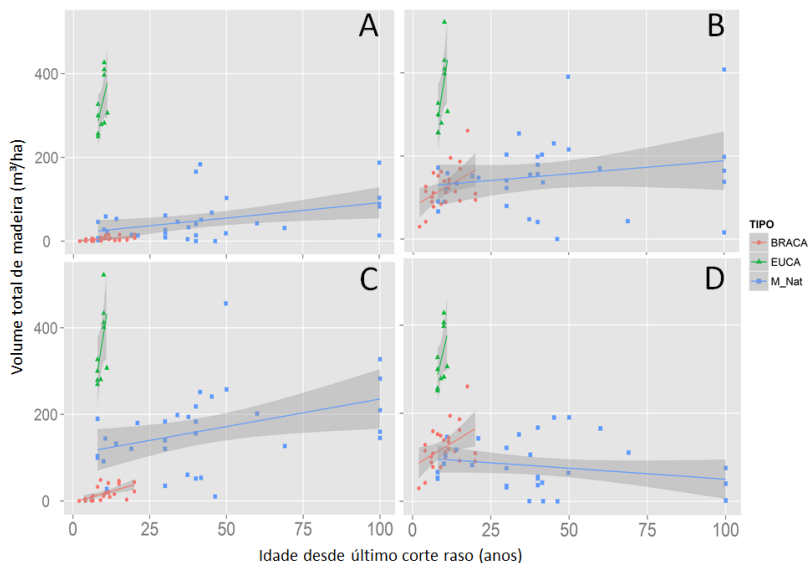 A
B
400
200
0
Volume total de madeira (m³/ha)
TIPO
BRACA
EUCA
M_Nat
C
D
400
200
0
0 25 50 75 100 0 25 50 75 100
Idade desde último corte raso (anos)